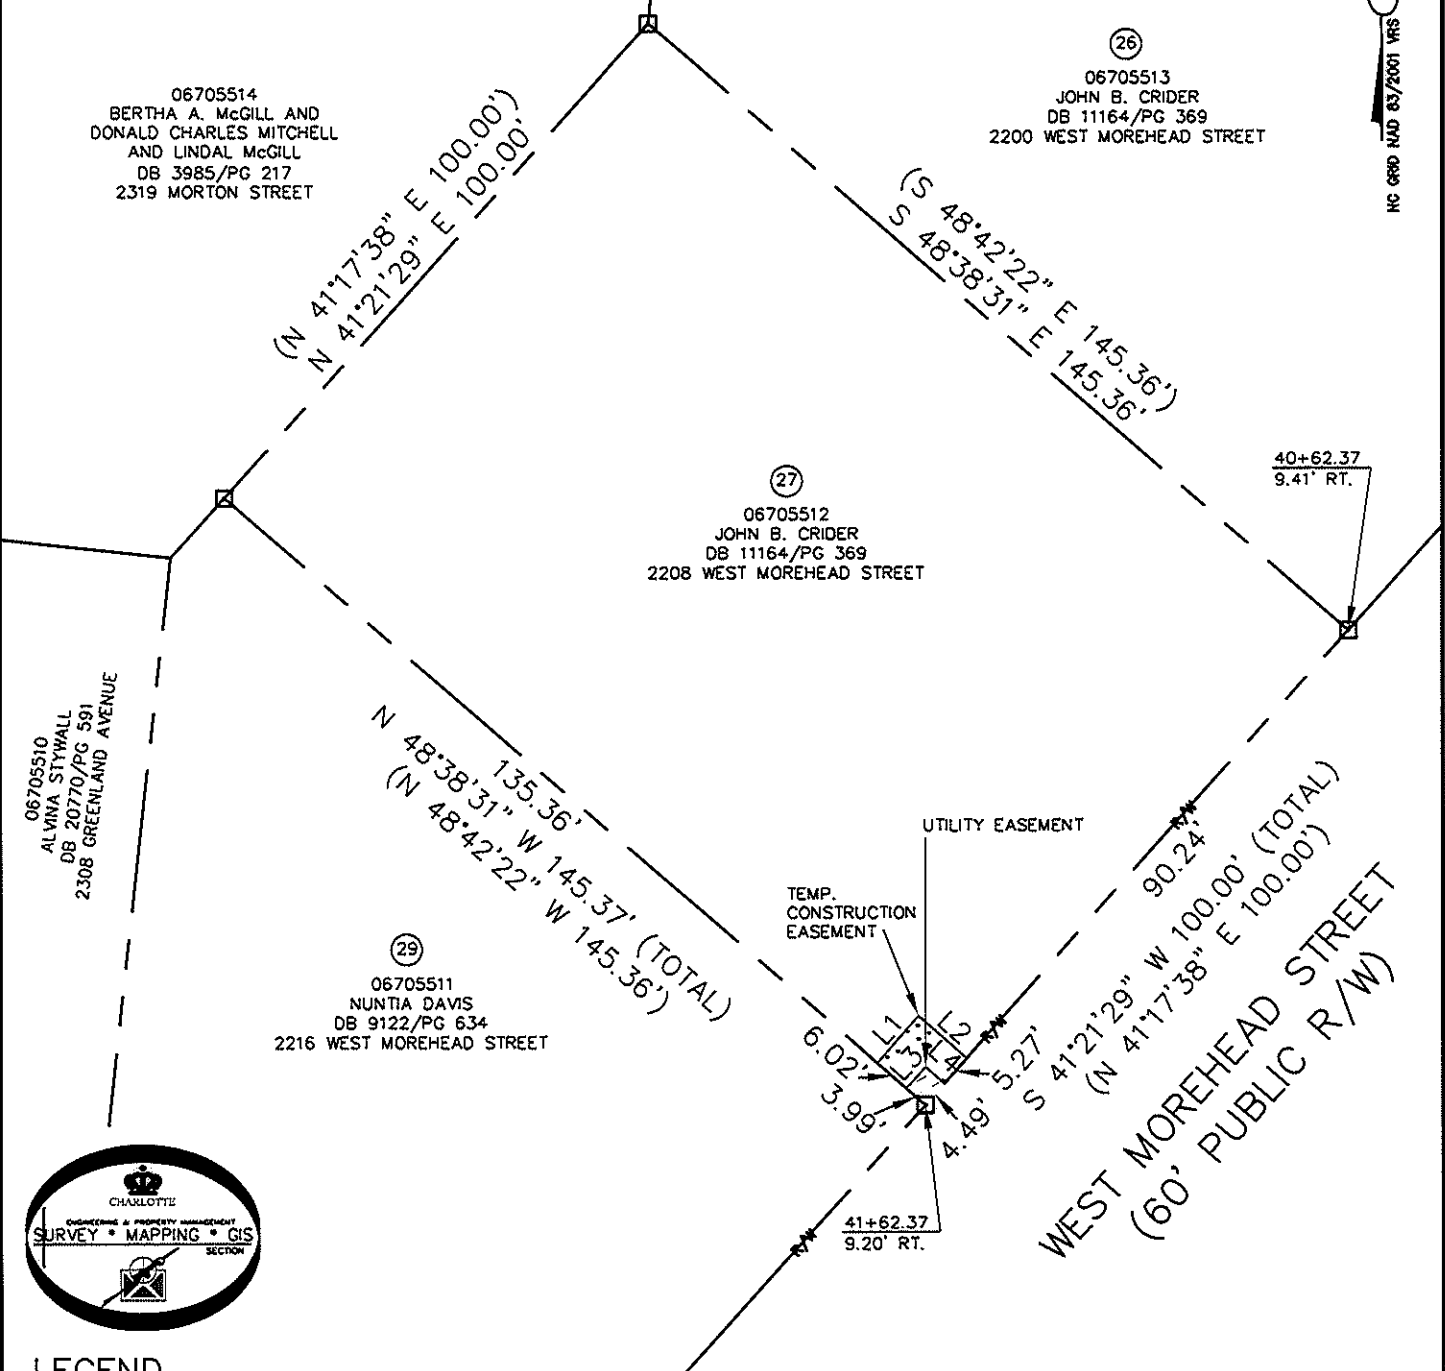 26
06705513
JOHN B. CRIDER
DB 11164/PG 369
2200 WEST MOREHEAD STREET
NC GRID NAD 83/2001 VRS
06705514
BERTHA A. McGILL AND
DONALD CHARLES MITCHELL
AND LINDAL McGILL
DB 3985/PG 217
2319 MORTON STREET
(N 41°17'38" E 100.00')
N 41°21'29" E 100.00'
(S 48°42'22" E 145.36')
S 48°38'31" E 145.36'
40+62.37
9.41' RT.
27
06705512
JOHN B. CRIDER
DB 11164/PG 369
2208 WEST MOREHEAD STREET
06705510
ALVINA STYWALL
DB 20770/PG 591
2308 GREENLAND AVENUE
135.36'
N 48°38'31" W 145.37' (TOTAL)
(N 48°42'22" W 145.36')
UTILITY EASEMENT
TEMP.
CONSTRUCTION
EASEMENT
R/W
90.24'
S 41°21'29" W 100.00' (TOTAL)
(N 41°17'38" E 100.00')
29
06705511
NUNTIA DAVIS
DB 9122/PG 634
2216 WEST MOREHEAD STREET
L1
L2
L3
L4
R/W
6.02'
3.99'
5.27'
4.49'
WEST MOREHEAD STREET
(60' PUBLIC R/W)
41+62.37
9.20' RT.
R/W
CHARLOTTE
ENGINEERING & PROPERTY MANAGEMENT
SURVEY * MAPPING * GIS
SECTION
LEGEND